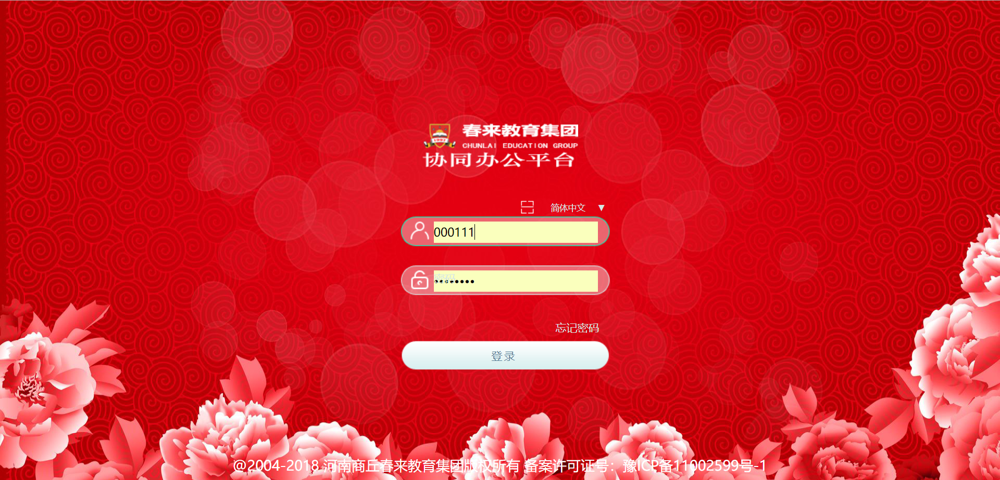 春来教育集团
CHUNLAI EDUCATION GROUP
协同办公平台
简体中文 ▼
000111
密码
••••••••
忘记密码
登录
@2004-2018 河南商丘春来教育集团版权所有 备案许可证号：豫ICP备11002599号-1